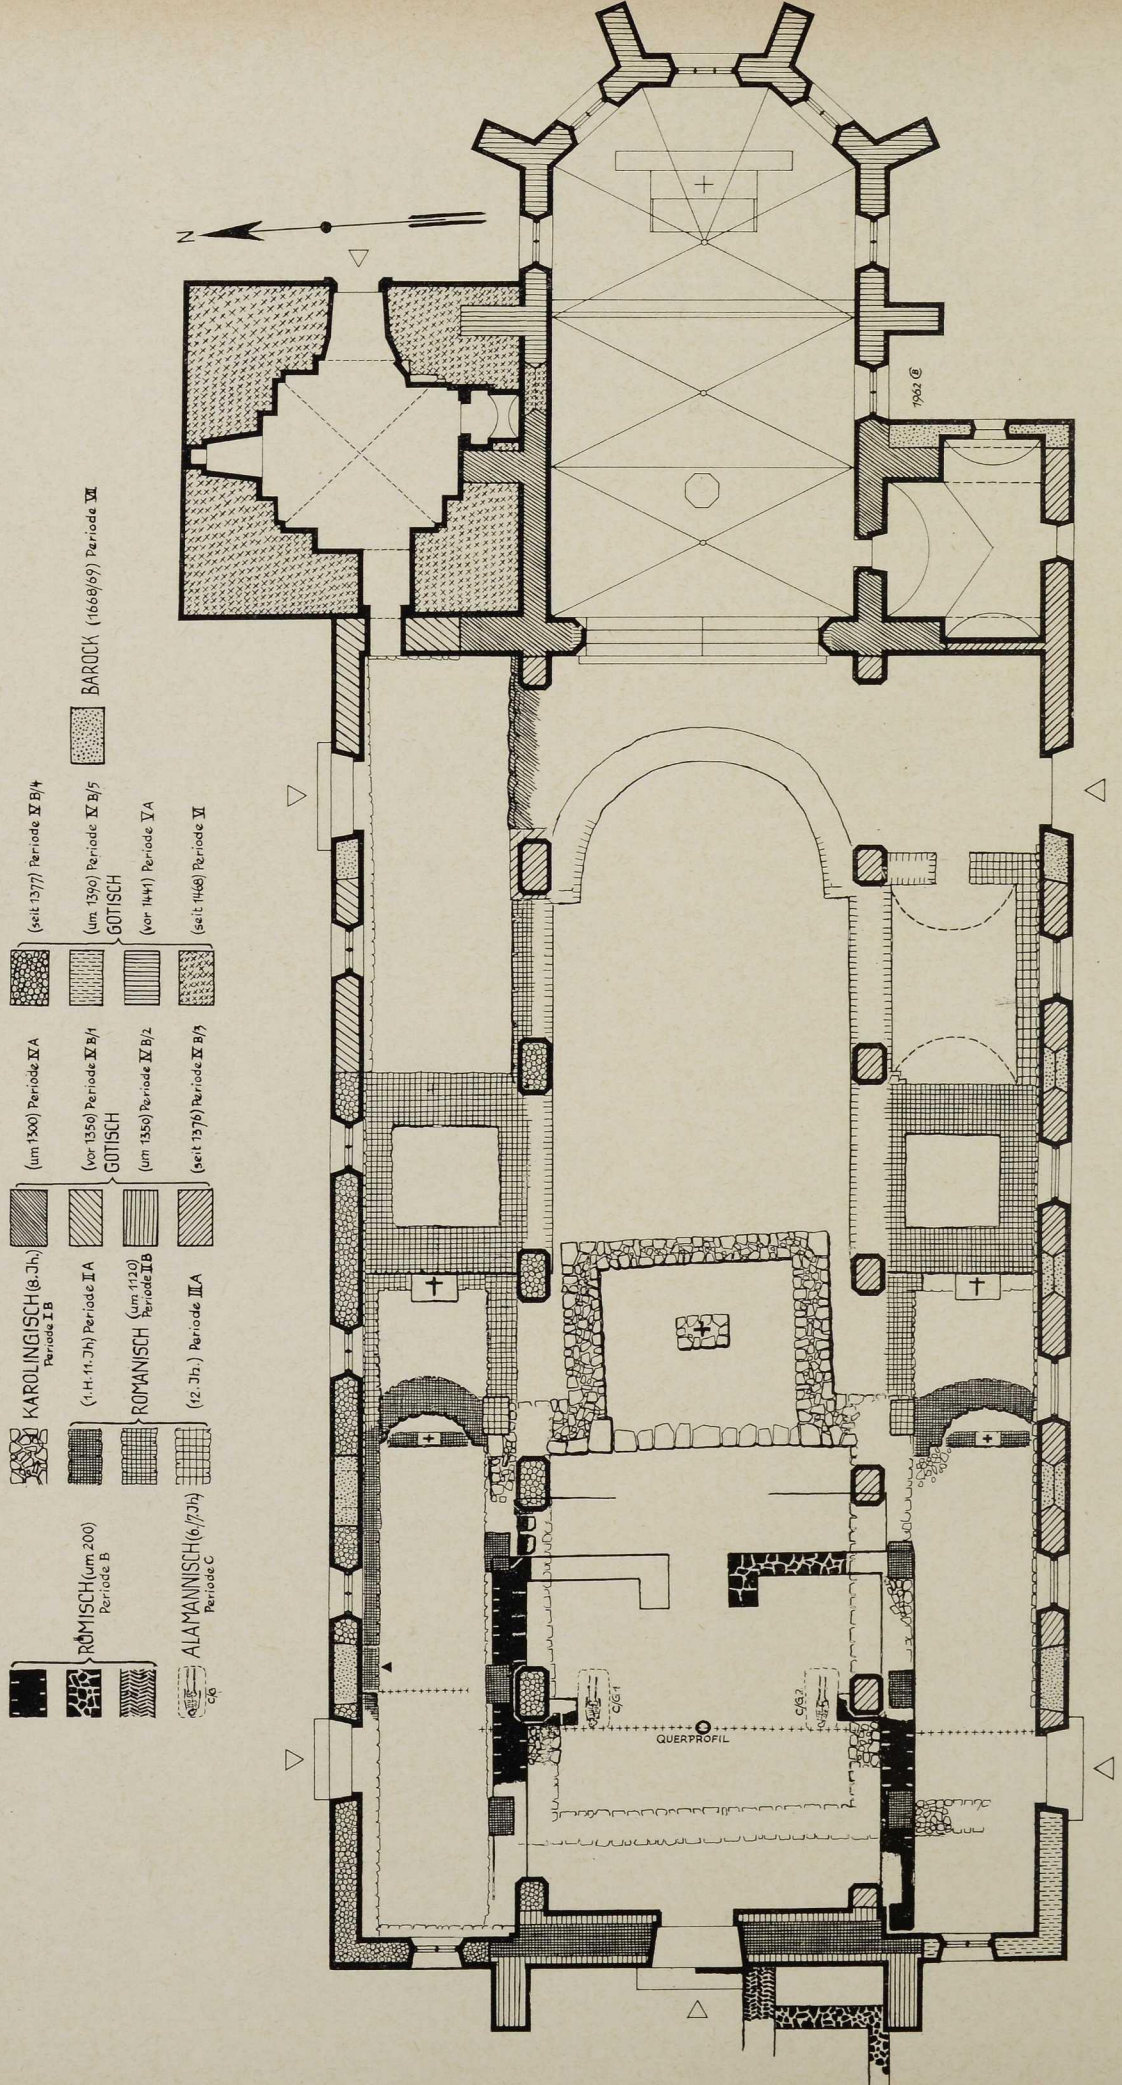 RÖMISCH (um 200)
Periode B
ALAMANNISCH (6./7.Jh)
Periode C
C/G
KAROLINGISCH (8.Jh.)
Periode I B
(1.H.11.Jh) Periode II A
ROMANISCH (um 1120)
Periode II B
(12.Jh.) Periode III A
(um 1300) Periode IV A
(vor 1350) Periode IV B/1
GOTISCH
(um 1350) Periode IV B/2
(seit 1376) Periode IV B/3
(seit 1377) Periode IV B/4
(um 1390) Periode IV B/5
GOTISCH
(vor 1441) Periode V A
(seit 1468) Periode VI
BAROCK (1668/69) Periode VII
N
1962 B
C/G.1
C/G.2
QUERPROFIL